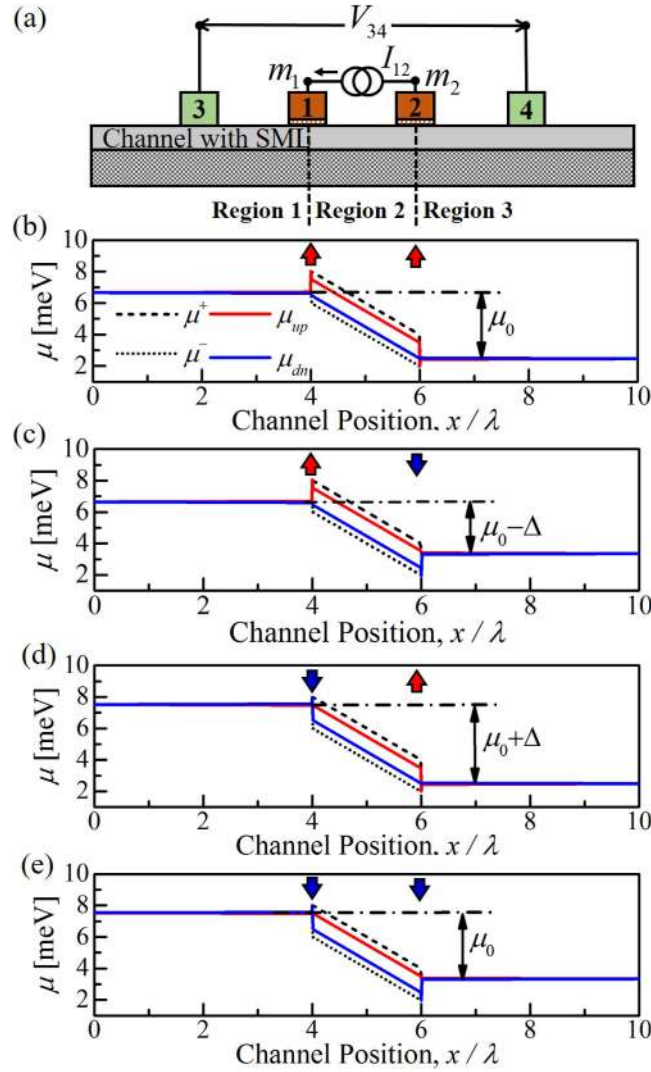 (a)
V₃₄
m₁ I₁₂ m₂
3 1 2 4
Channel with SML
Region 1 Region 2 Region 3
(b)
10
8
6
4
2
μ [meV]
μ⁺ μ_up
μ⁻ μ_dn
μ₀
0 2 4 6 8 10
Channel Position, x / λ
(c)
10
8
6
4
2
μ [meV]
μ₀−Δ
0 2 4 6 8 10
Channel Position, x / λ
(d)
10
8
6
4
2
μ [meV]
μ₀+Δ
0 2 4 6 8 10
Channel Position, x / λ
(e)
10
8
6
4
2
μ [meV]
μ₀
0 2 4 6 8 10
Channel Position, x / λ